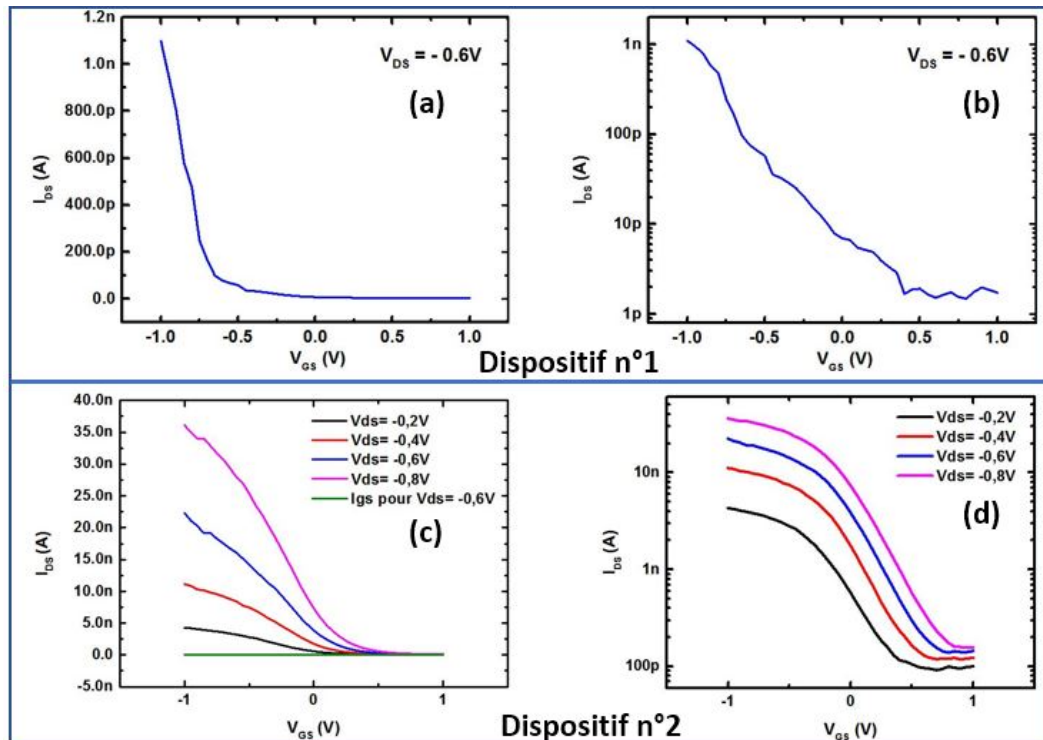 1.2n
1.0n
800.0p
600.0p
400.0p
200.0p
0.0
I_DS (A)
V_DS = - 0.6V
(a)
-1.0 -0.5 0.0 0.5 1.0
V_GS (V)
1n
100p
10p
1p
I_DS (A)
V_DS = - 0.6V
(b)
-1.0 -0.5 0.0 0.5 1.0
V_GS (V)
Dispositif n°1
40.0n
35.0n
30.0n
25.0n
20.0n
15.0n
10.0n
5.0n
0.0
-5.0n
I_DS (A)
Vds= -0,2V
Vds= -0,4V
Vds= -0,6V
Vds= -0,8V
Igs pour Vds= -0,6V
(c)
-1 0 1
V_GS (V)
10n
1n
100p
I_DS (A)
Vds= -0,2V
Vds= -0,4V
Vds= -0,6V
Vds= -0,8V
(d)
-1 0 1
V_GS (V)
Dispositif n°2